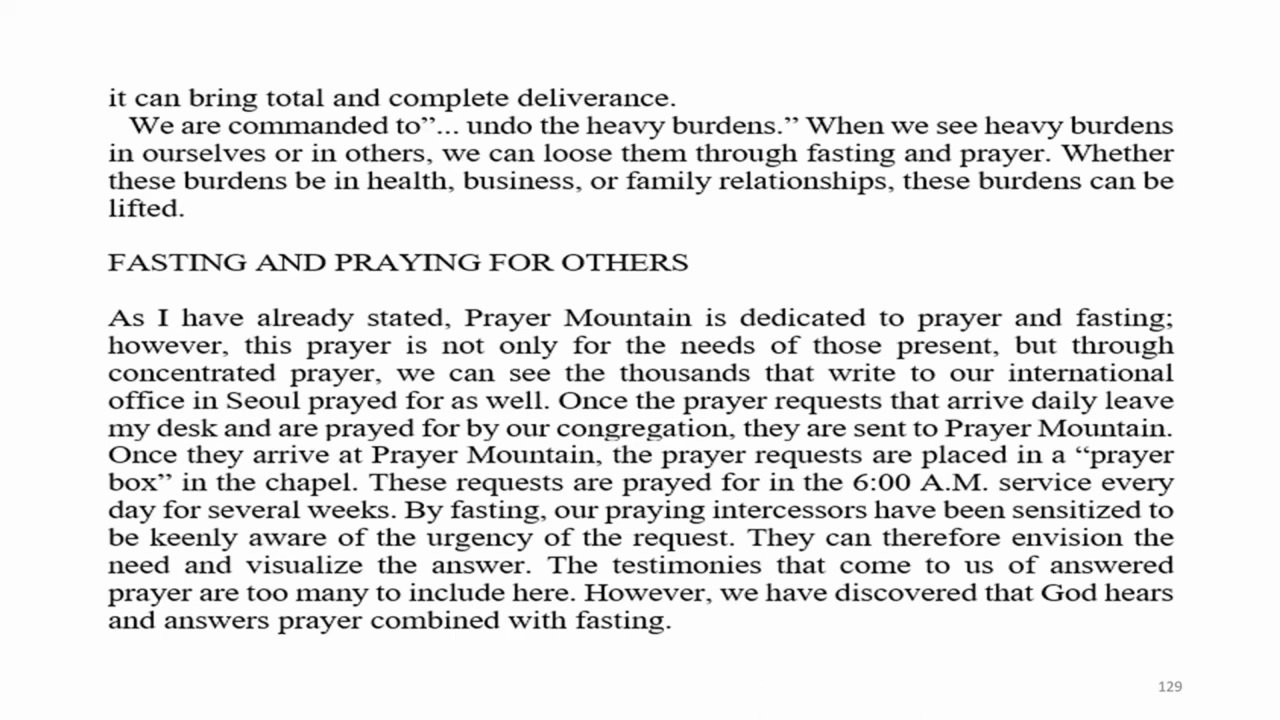 it can bring total and complete deliverance.
We are commanded to”... undo the heavy burdens.” When we see heavy burdens
in ourselves or in others, we can loose them through fasting and prayer. Whether
these burdens be in health, business, or family relationships, these burdens can be
lifted.
FASTING AND PRAYING FOR OTHERS
As I have already stated, Prayer Mountain is dedicated to prayer and fasting;
however, this prayer is not only for the needs of those present, but through
concentrated prayer, we can see the thousands that write to our international
office in Seoul prayed for as well. Once the prayer requests that arrive daily leave
my desk and are prayed for by our congregation, they are sent to Prayer Mountain.
Once they arrive at Prayer Mountain, the prayer requests are placed in a “prayer
box” in the chapel. These requests are prayed for in the 6:00 A.M. service every
day for several weeks. By fasting, our praying intercessors have been sensitized to
be keenly aware of the urgency of the request. They can therefore envision the
need and visualize the answer. The testimonies that come to us of answered
prayer are too many to include here. However, we have discovered that God hears
and answers prayer combined with fasting.
129